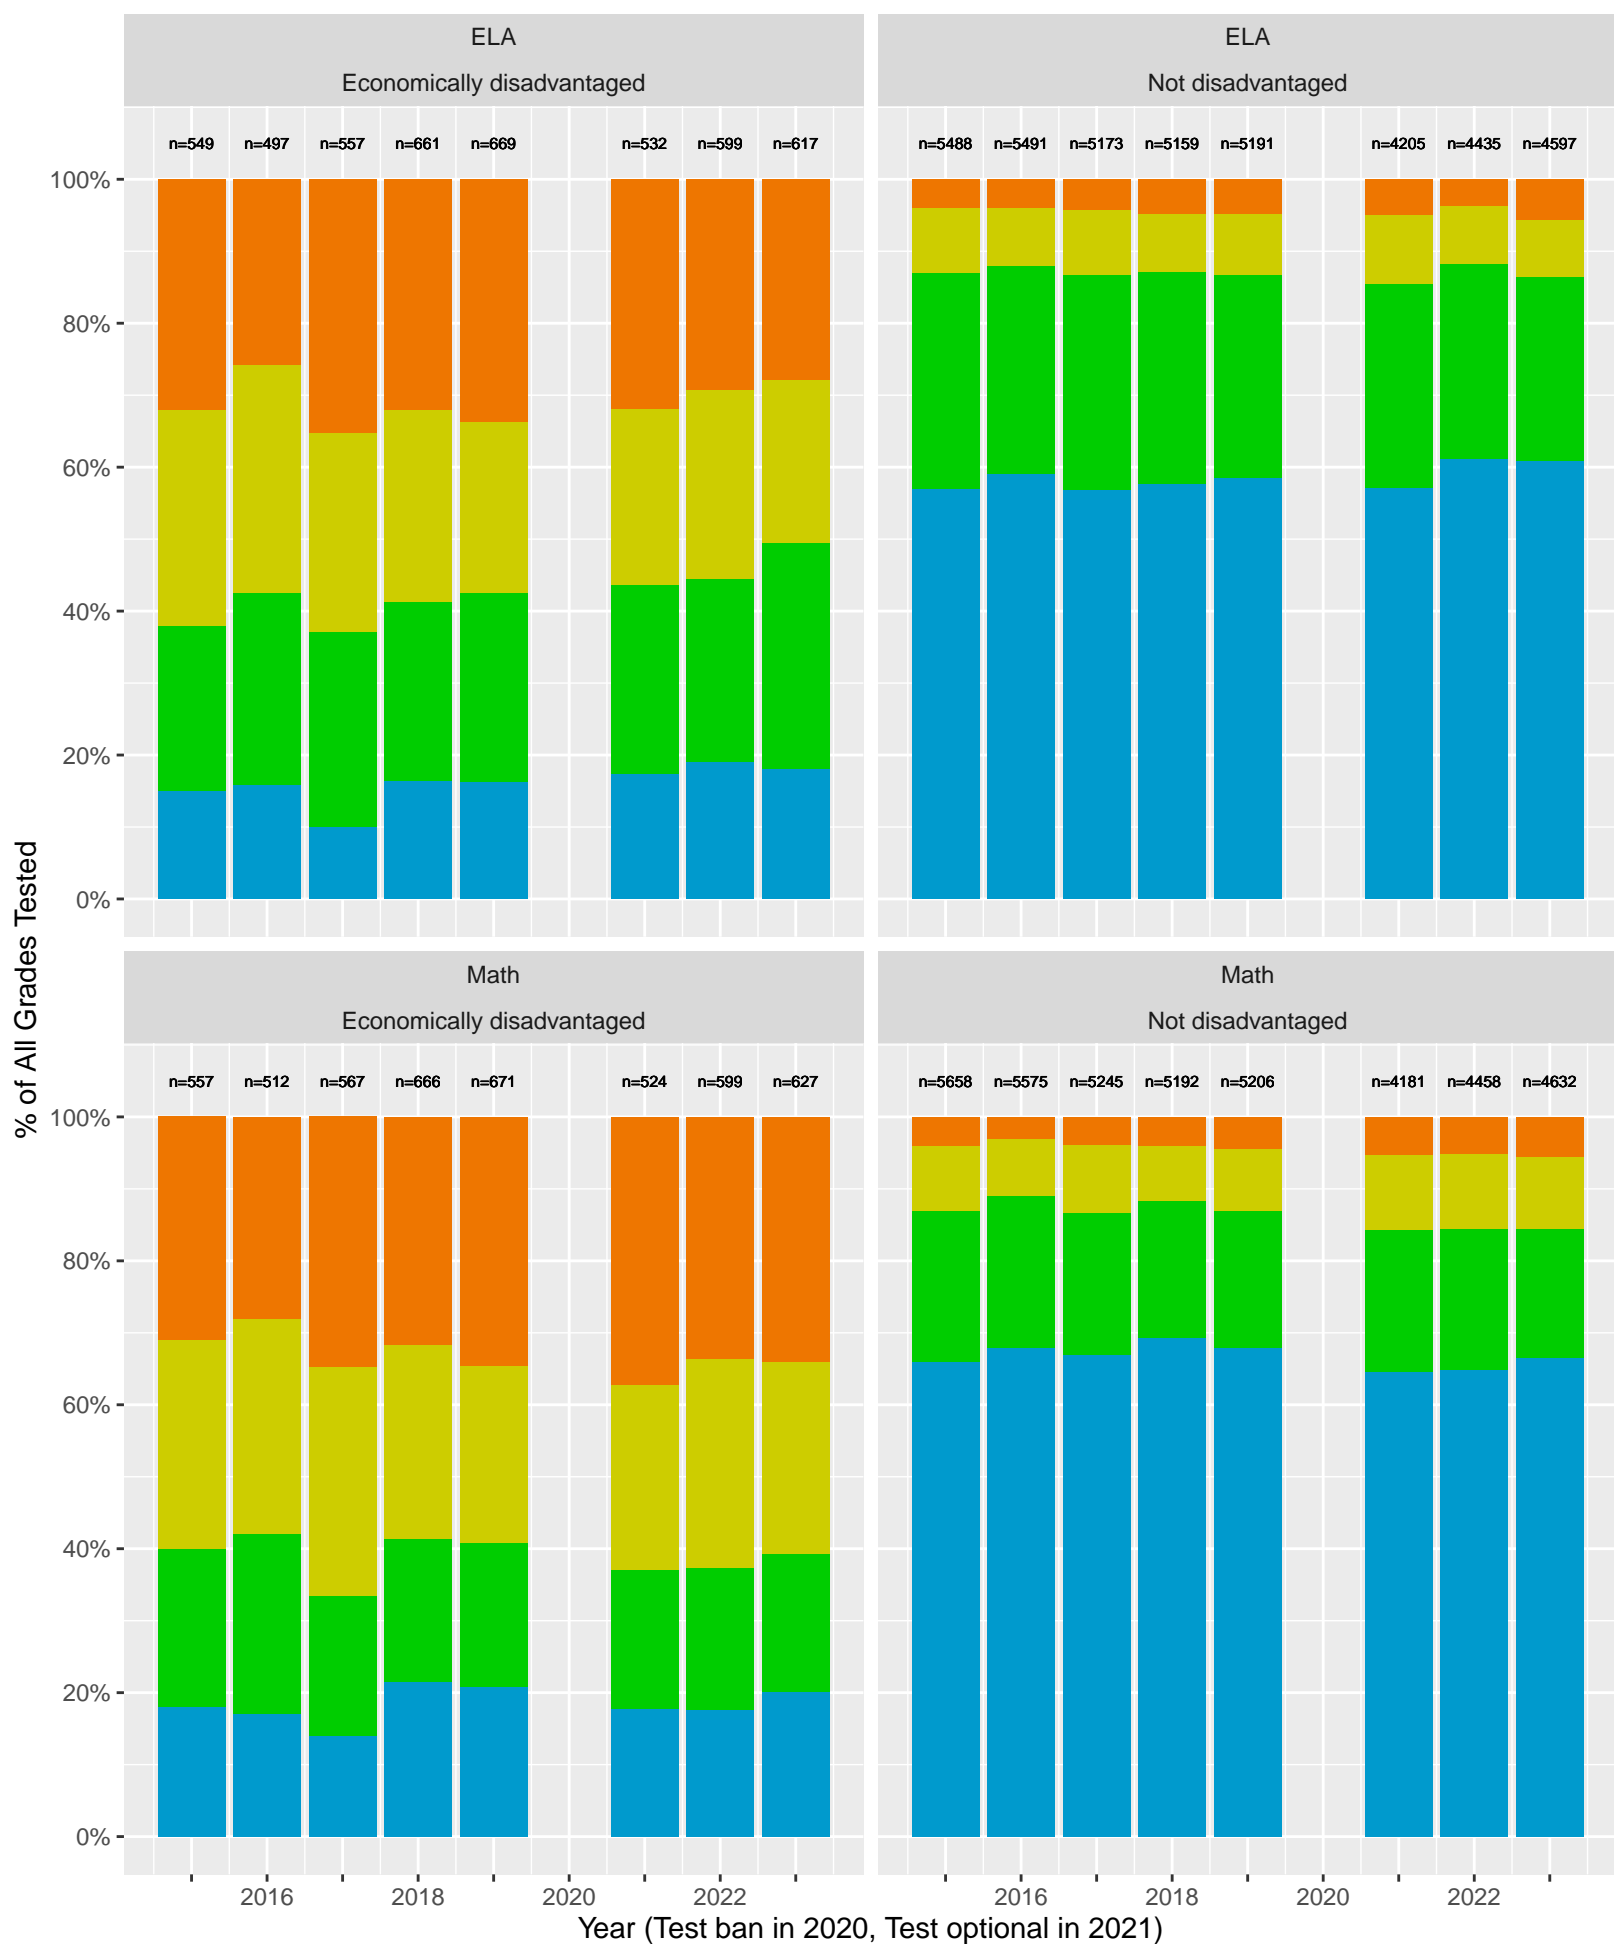 ELA
Economically disadvantaged
ELA
Not disadvantaged
n=549 n=497 n=557 n=661 n=669 n=532 n=599 n=617
n=5488 n=5491 n=5173 n=5159 n=5191 n=4205 n=4435 n=4597
100%
80%
60%
40%
20%
0%
% of All Grades Tested
Math
Economically disadvantaged
Math
Not disadvantaged
n=557 n=512 n=567 n=666 n=671 n=524 n=599 n=627
n=5658 n=5575 n=5245 n=5192 n=5206 n=4181 n=4458 n=4632
100%
80%
60%
40%
20%
0%
2016 2018 2020 2022
2016 2018 2020 2022
Year (Test ban in 2020, Test optional in 2021)